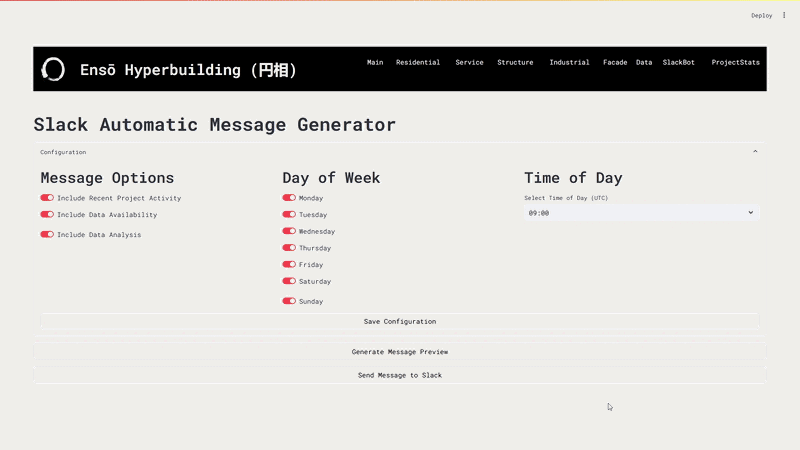 Deploy
Ensō Hyperbuilding (円相)
Main Residential Service Structure Industrial Facade Data SlackBot ProjectStats
Slack Automatic Message Generator
Configuration
Message Options
Include Recent Project Activity
Include Data Availability
Include Data Analysis
Day of Week
Monday
Tuesday
Wednesday
Thursday
Friday
Saturday
Sunday
Time of Day
Select Time of Day (UTC)
09:00
Save Configuration
Generate Message Preview
Send Message to Slack